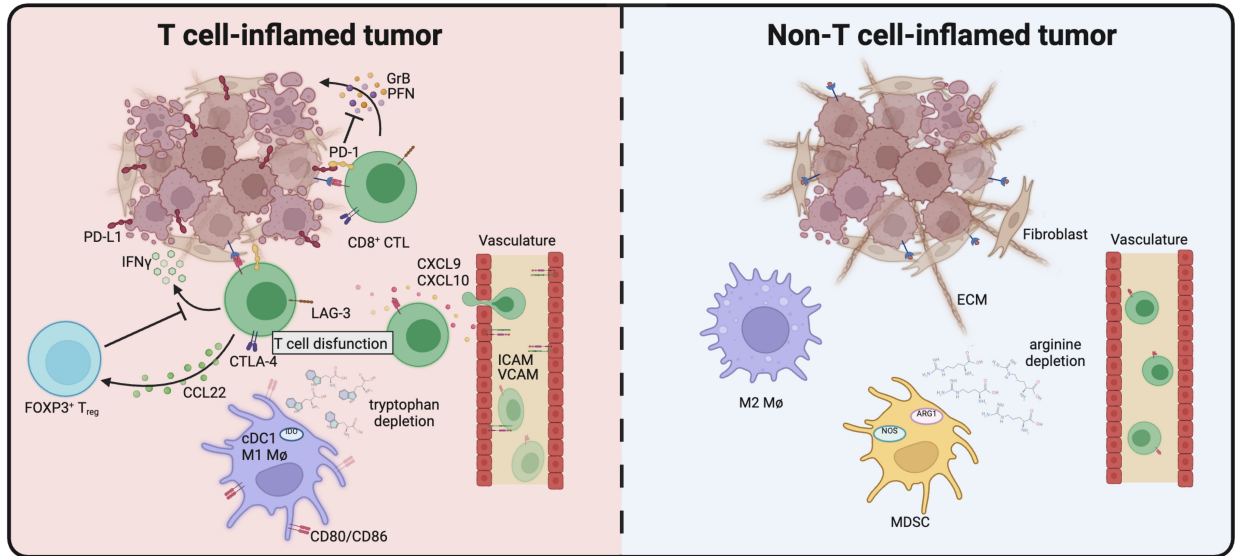 T cell-inflamed tumor
GrB
PFN
PD-1
CD8⁺ CTL
PD-L1
IFNγ
Vasculature
CXCL9
CXCL10
LAG-3
T cell disfunction
CTLA-4
ICAM
VCAM
CCL22
FOXP3⁺ Treg
tryptophan
depletion
IDO
cDC1
M1 Mø
CD80/CD86
Non-T cell-inflamed tumor
Fibroblast
Vasculature
ECM
arginine
depletion
M2 Mø
ARG1
NOS
MDSC